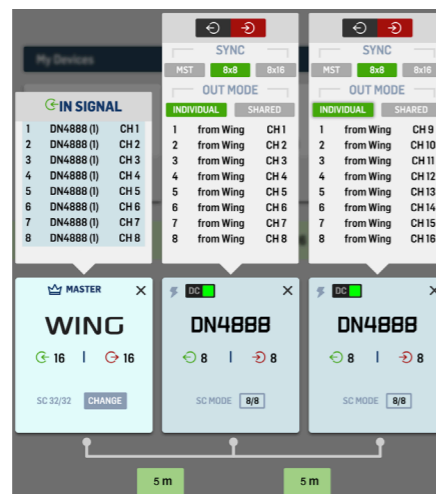 My Devices
SYNC
MST 8x8 8x16
OUT MODE
INDIVIDUAL SHARED
1 from Wing CH 1
2 from Wing CH 2
3 from Wing CH 3
4 from Wing CH 4
5 from Wing CH 5
6 from Wing CH 6
7 from Wing CH 7
8 from Wing CH 8
SYNC
MST 8x8 8x16
OUT MODE
INDIVIDUAL SHARED
1 from Wing CH 9
2 from Wing CH 10
3 from Wing CH 11
4 from Wing CH 12
5 from Wing CH 13
6 from Wing CH 14
7 from Wing CH 15
8 from Wing CH 16
IN SIGNAL
1 DN4888 (1) CH 1
2 DN4888 (1) CH 2
3 DN4888 (1) CH 3
4 DN4888 (1) CH 4
5 DN4888 (1) CH 5
6 DN4888 (1) CH 6
7 DN4888 (1) CH 7
8 DN4888 (1) CH 8
MASTER X
WING
16 | 16
SC 32/32 CHANGE
DC X
DN4888
8 | 8
SC MODE 8/8
DC X
DN4888
8 | 8
SC MODE 8/8
5 m
5 m